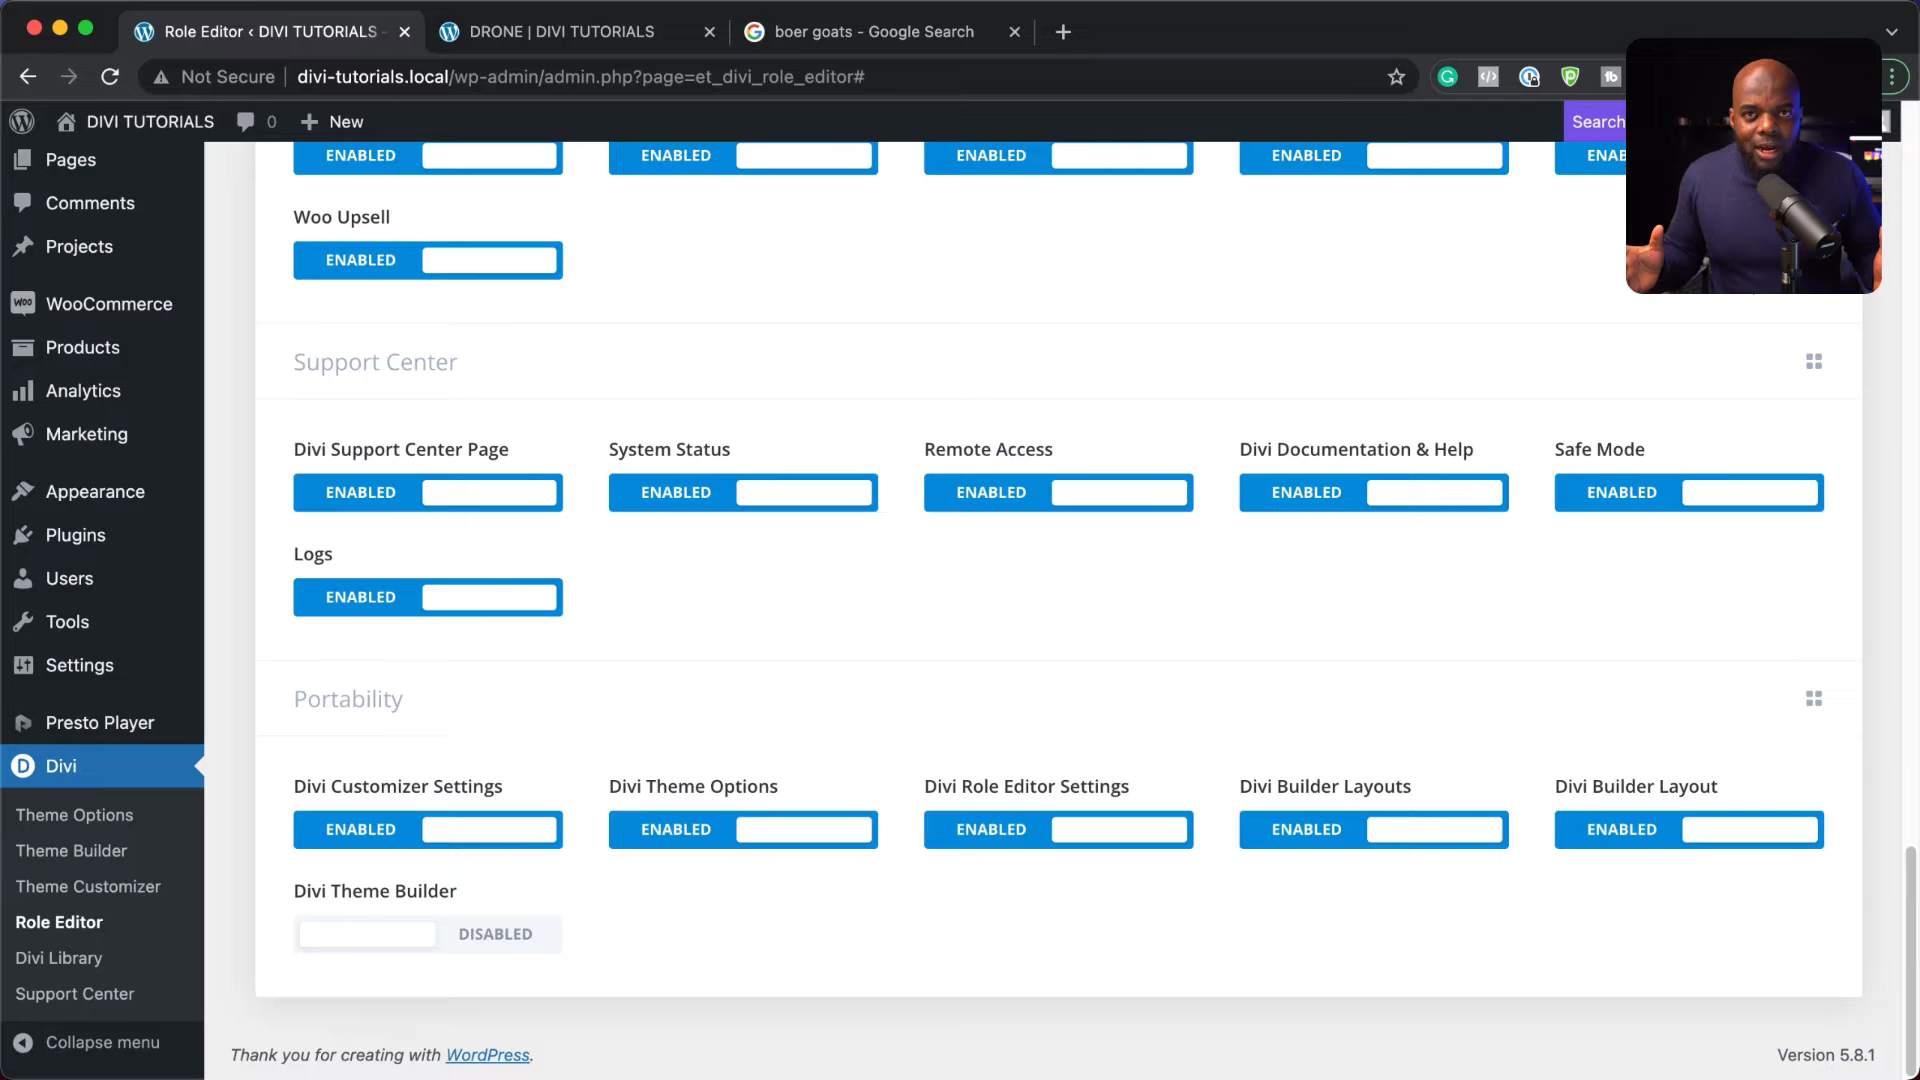 Role Editor ‹ DIVI TUTORIALS -
DRONE | DIVI TUTORIALS
boer goats - Google Search
Not Secure
divi-tutorials.local/wp-admin/admin.php?page=et_divi_role_editor#
DIVI TUTORIALS
0
New
Search
Pages
Comments
Projects
WooCommerce
Products
Analytics
Marketing
Appearance
Plugins
Users
Tools
Settings
Presto Player
Divi
Theme Options
Theme Builder
Theme Customizer
Role Editor
Divi Library
Support Center
Collapse menu
ENABLED
ENABLED
ENABLED
ENABLED
ENAB
Woo Upsell
ENABLED
Support Center
Divi Support Center Page
System Status
Remote Access
Divi Documentation & Help
Safe Mode
ENABLED
ENABLED
ENABLED
ENABLED
ENABLED
Logs
ENABLED
Portability
Divi Customizer Settings
Divi Theme Options
Divi Role Editor Settings
Divi Builder Layouts
Divi Builder Layout
ENABLED
ENABLED
ENABLED
ENABLED
ENABLED
Divi Theme Builder
DISABLED
Thank you for creating with WordPress.
Version 5.8.1